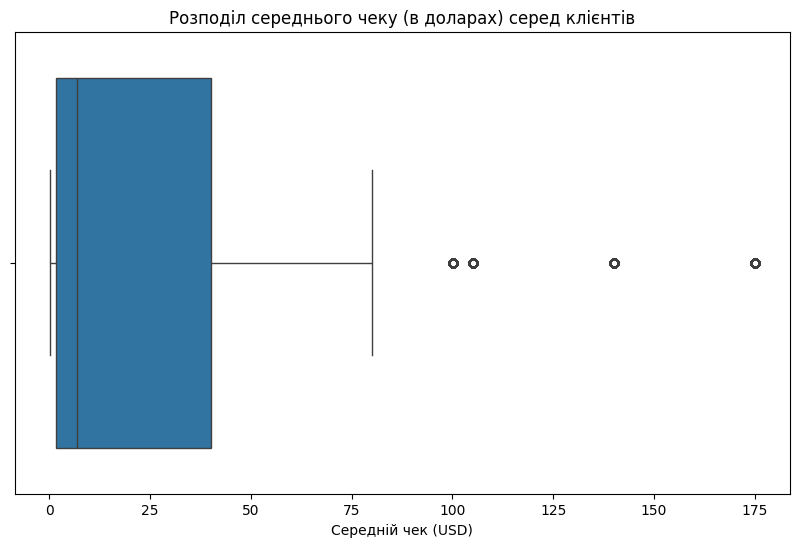 Розподіл середнього чеку (в доларах) серед клієнтів
0 25 50 75 100 125 150 175
Середній чек (USD)